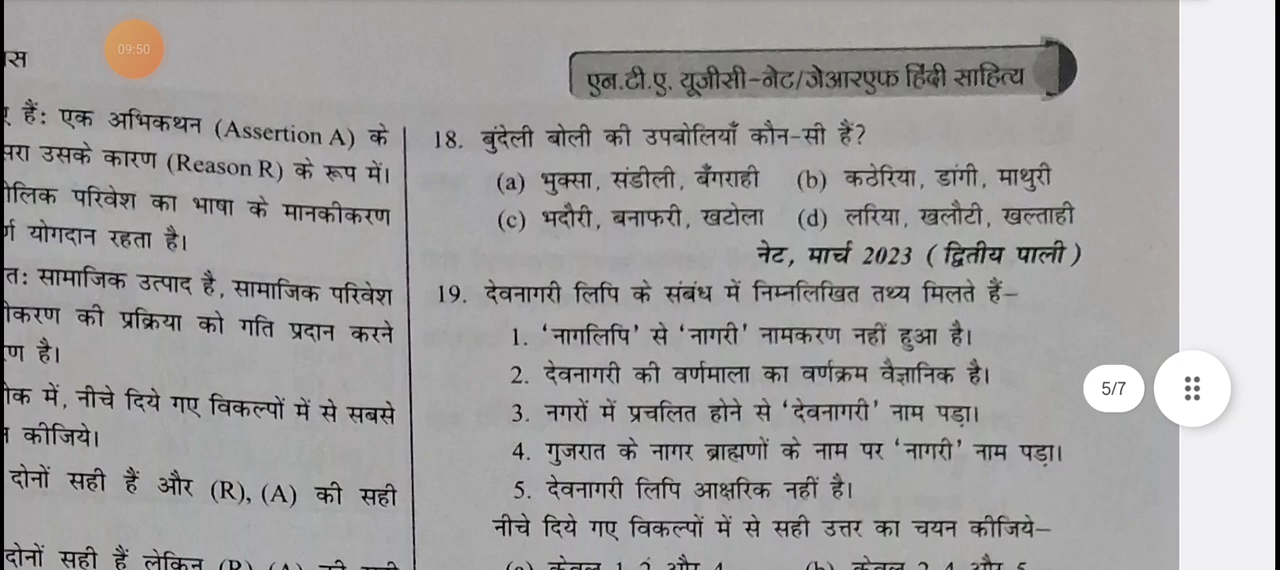 09:50
एन.टी.ए. यूजीसी-नेट/जेआरएफ हिंदी साहित्य
हैं: एक अभिकथन (Assertion A) के
उसके कारण (Reason R) के रूप में।
परिवेश का भाषा के मानकीकरण
योगदान रहता है।
सामाजिक उत्पाद है, सामाजिक परिवेश
की प्रक्रिया को गति प्रदान करने
है।
में, नीचे दिये गए विकल्पों में से सबसे
कीजिये।
दोनों सही हैं और (R), (A) की सही
दोनों सही हैं लेकिन
18. बुंदेली बोली की उपबोलियाँ कौन-सी हैं?
(a) भुक्सा, संडीली, बँगराही (b) कठेरिया, डांगी, माथुरी
(c) भदौरी, बनाफरी, खटोला (d) लरिया, खलौटी, खल्ताही
नेट, मार्च 2023 (द्वितीय पाली)
19. देवनागरी लिपि के संबंध में निम्नलिखित तथ्य मिलते हैं–
1. ‘नागलिपि’ से ‘नागरी’ नामकरण नहीं हुआ है।
2. देवनागरी की वर्णमाला का वर्णक्रम वैज्ञानिक है।
3. नगरों में प्रचलित होने से ‘देवनागरी’ नाम पड़ा।
4. गुजरात के नागर ब्राह्मणों के नाम पर ‘नागरी’ नाम पड़ा।
5. देवनागरी लिपि आक्षरिक नहीं है।
नीचे दिये गए विकल्पों में से सही उत्तर का चयन कीजिये–
5/7